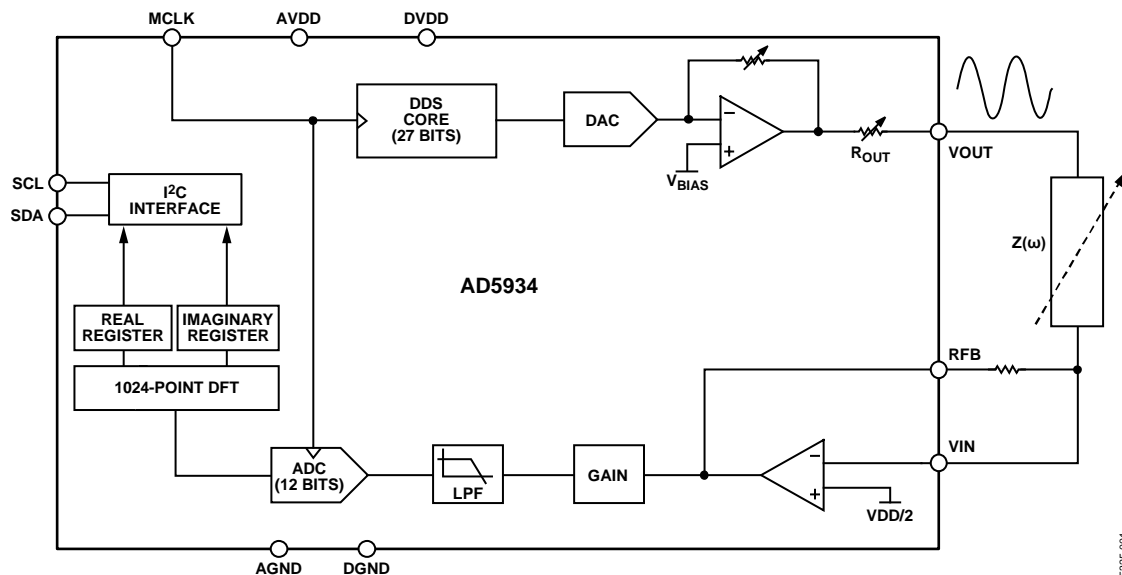 MCLK
AVDD
DVDD
DDS
CORE
(27 BITS)
DAC
−
+
VBIAS
ROUT
VOUT
SCL
SDA
I2C
INTERFACE
Z(ω)
AD5934
REAL
REGISTER
IMAGINARY
REGISTER
1024-POINT DFT
RFB
VIN
ADC
(12 BITS)
LPF
GAIN
−
+
VDD/2
AGND
DGND